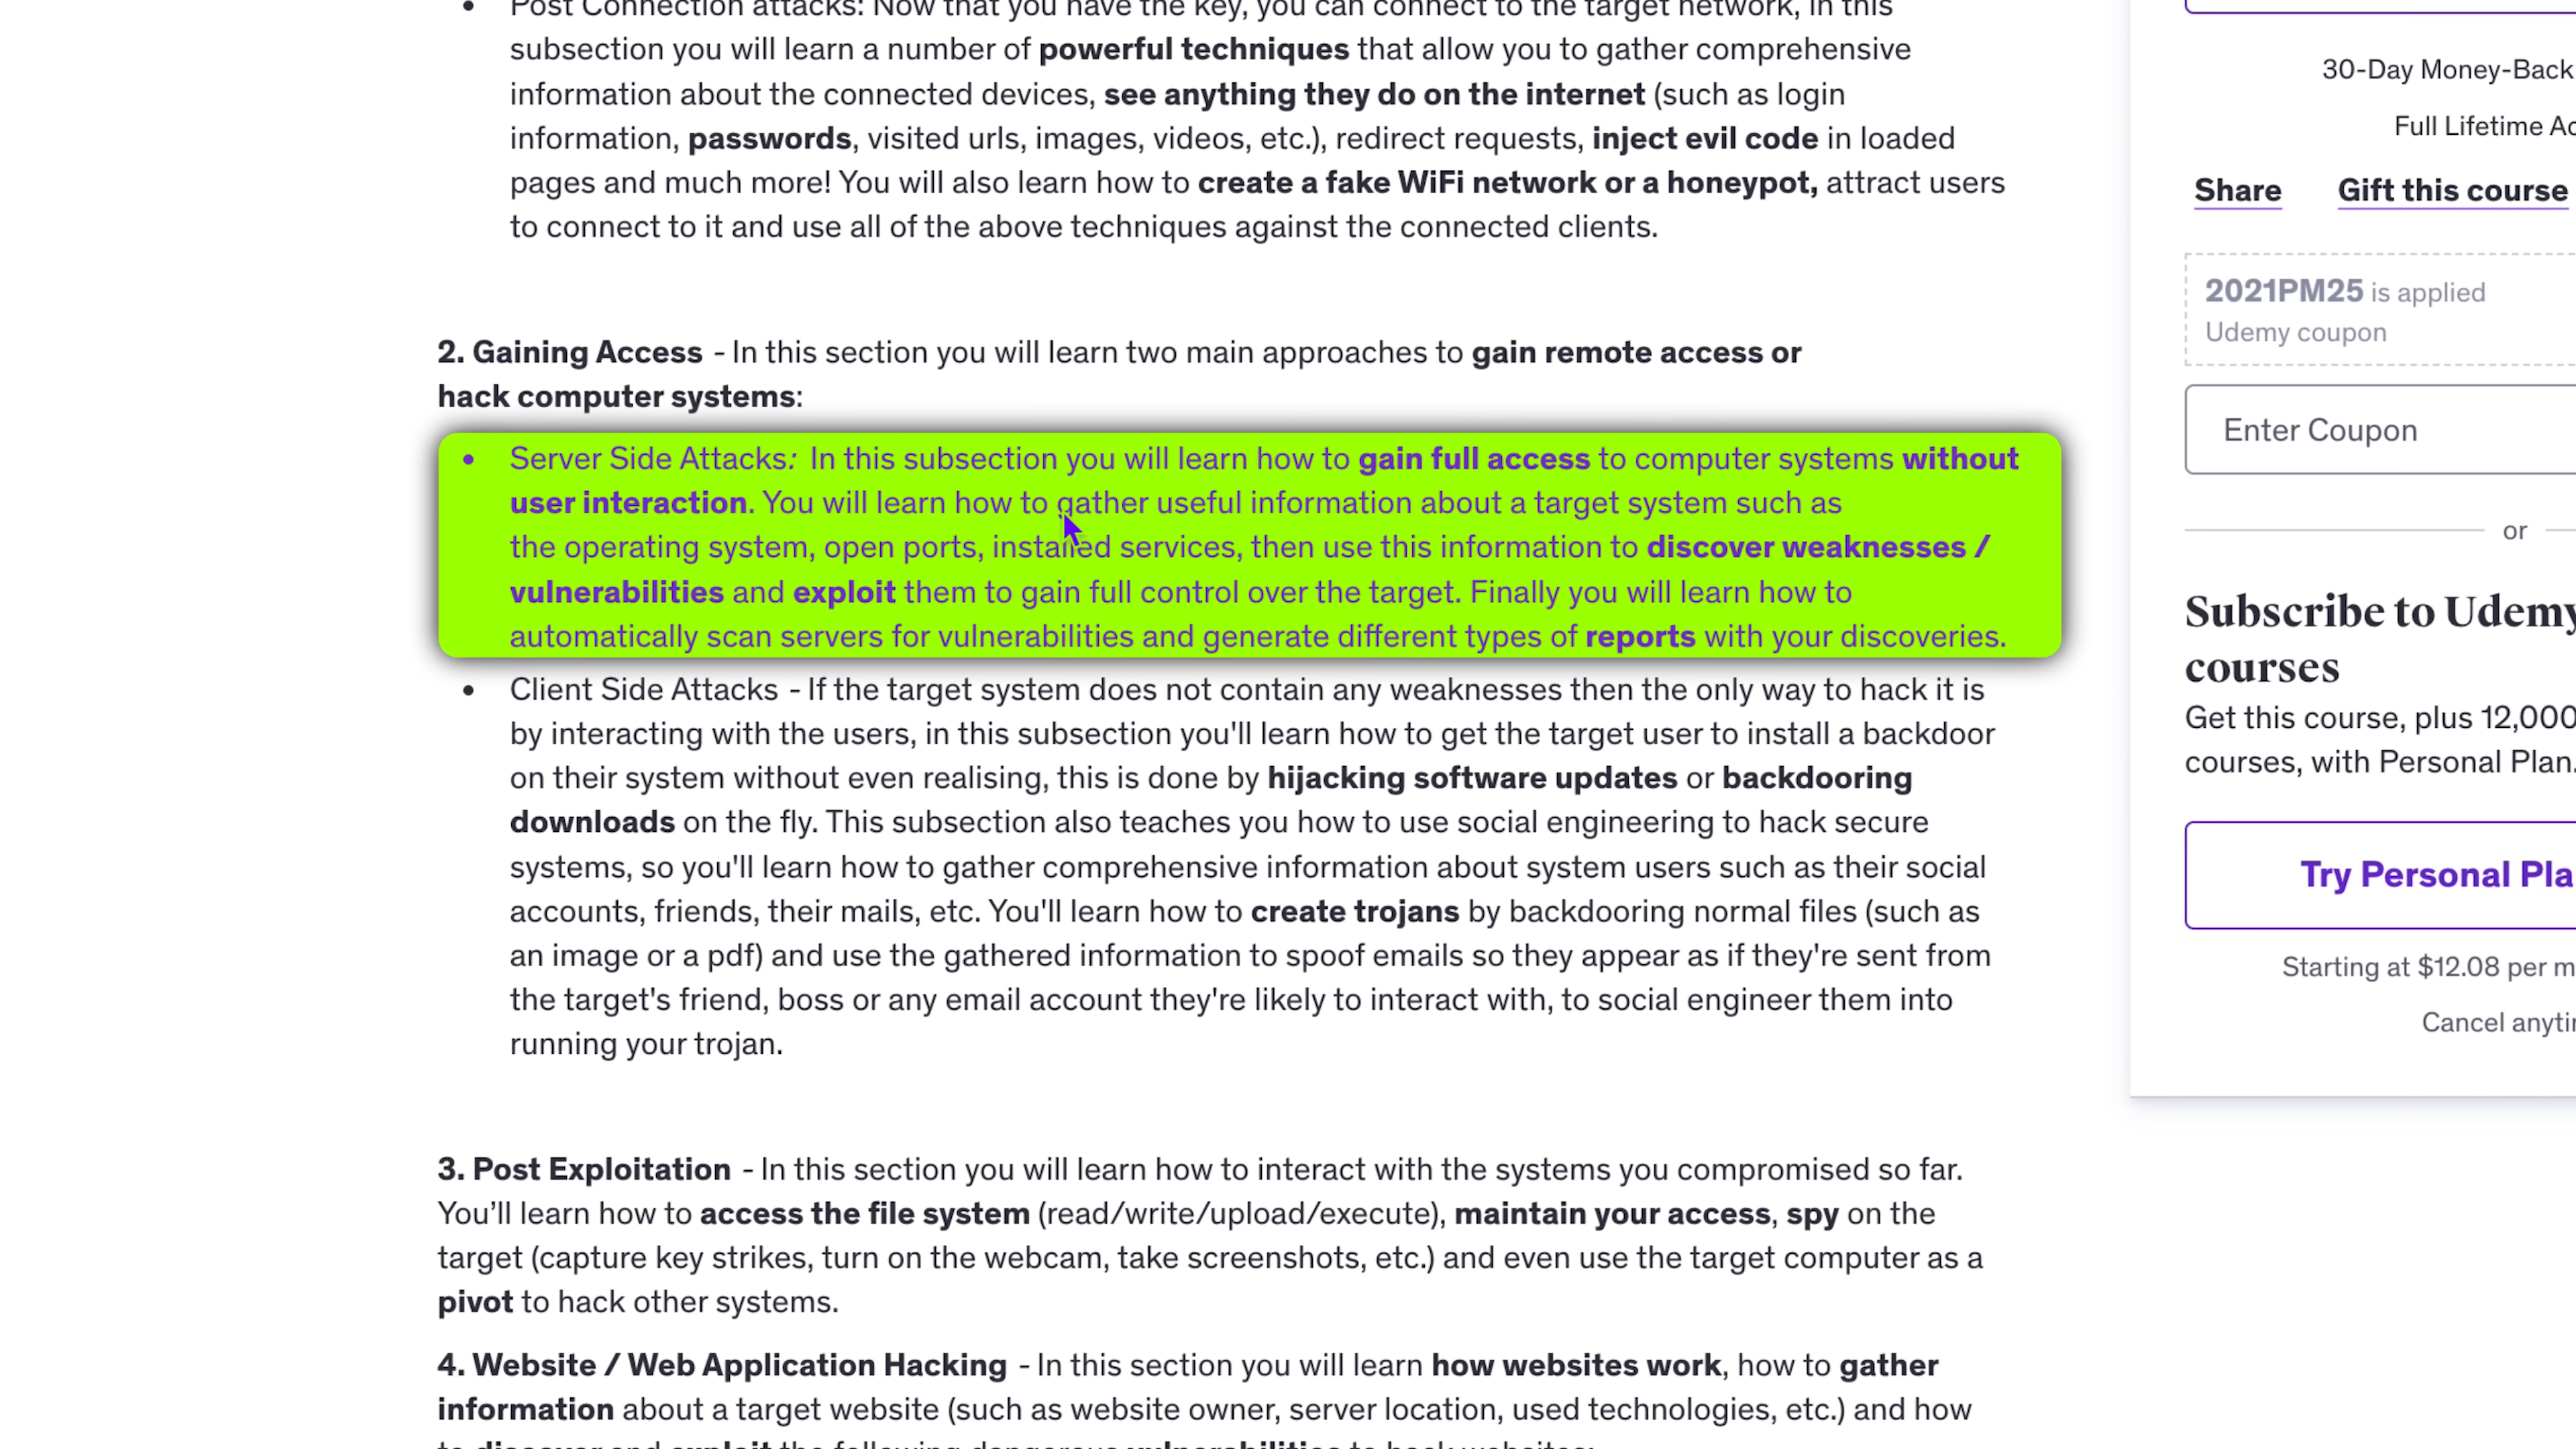 Post Connection attacks: Now that you have the key, you can connect to the target network, in this
subsection you will learn a number of powerful techniques that allow you to gather comprehensive
information about the connected devices, see anything they do on the internet (such as login
information, passwords, visited urls, images, videos, etc.), redirect requests, inject evil code in loaded
pages and much more! You will also learn how to create a fake WiFi network or a honeypot, attract users
to connect to it and use all of the above techniques against the connected clients.
2. Gaining Access - In this section you will learn two main approaches to gain remote access or
hack computer systems:
Server Side Attacks: In this subsection you will learn how to gain full access to computer systems without
user interaction. You will learn how to gather useful information about a target system such as
the operating system, open ports, installed services, then use this information to discover weaknesses /
vulnerabilities and exploit them to gain full control over the target. Finally you will learn how to
automatically scan servers for vulnerabilities and generate different types of reports with your discoveries.
Client Side Attacks - If the target system does not contain any weaknesses then the only way to hack it is
by interacting with the users, in this subsection you'll learn how to get the target user to install a backdoor
on their system without even realising, this is done by hijacking software updates or backdooring
downloads on the fly. This subsection also teaches you how to use social engineering to hack secure
systems, so you'll learn how to gather comprehensive information about system users such as their social
accounts, friends, their mails, etc. You'll learn how to create trojans by backdooring normal files (such as
an image or a pdf) and use the gathered information to spoof emails so they appear as if they're sent from
the target's friend, boss or any email account they're likely to interact with, to social engineer them into
running your trojan.
3. Post Exploitation - In this section you will learn how to interact with the systems you compromised so far.
You’ll learn how to access the file system (read/write/upload/execute), maintain your access, spy on the
target (capture key strikes, turn on the webcam, take screenshots, etc.) and even use the target computer as a
pivot to hack other systems.
4. Website / Web Application Hacking - In this section you will learn how websites work, how to gather
information about a target website (such as website owner, server location, used technologies, etc.) and how
to discover and exploit the following dangerous vulnerabilities to hack websites:
30-Day Money-Back
Full Lifetime
Share Gift this course
2021PM25 is applied
Udemy coupon
Enter Coupon
or
Subscribe to Udemy
courses
Get this course, plus 12,000
courses, with Personal Plan.
Try Personal
Starting at $12.08 per
Cancel